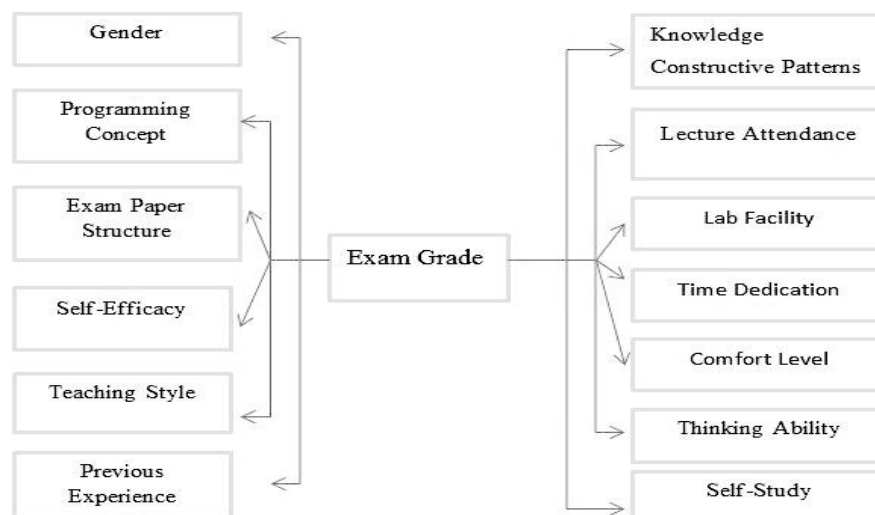 Gender
Programming
Concept
Exam Paper
Structure
Self-Efficacy
Teaching Style
Previous
Experience
Exam Grade
Knowledge
Constructive Patterns
Lecture Attendance
Lab Facility
Time Dedication
Comfort Level
Thinking Ability
Self-Study